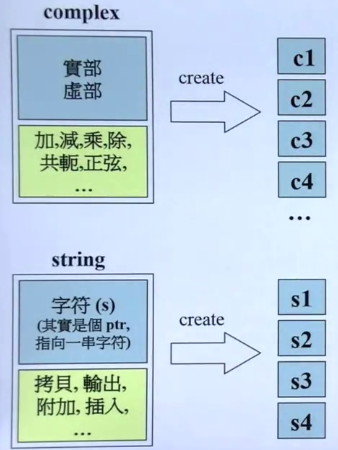 complex
實部
虛部
加,減,乘,除,
共軛,正弦,
...
create
c1
c2
c3
c4
...
string
字符 (s)
(其實是個 ptr,
指向一串字符)
拷貝, 輸出,
附加, 插入,
...
create
s1
s2
s3
s4